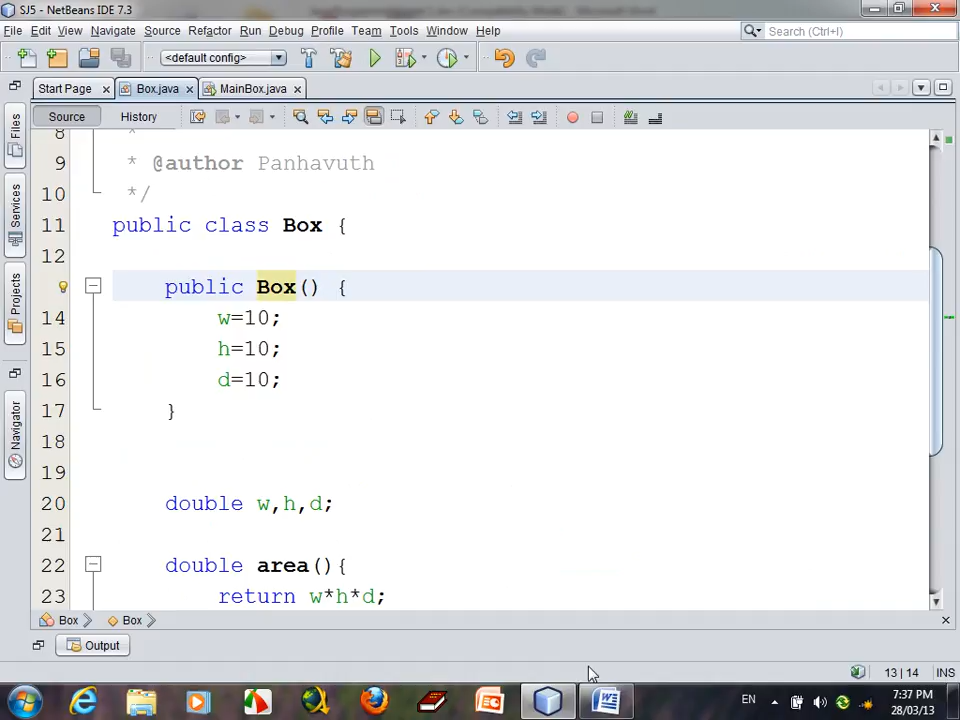 SJ5 - NetBeans IDE 7.3
File Edit View Navigate Source Refactor Run Debug Profile Team Tools Window Help
Search (Ctrl+I)
<default config>
Start Page Box.java MainBox.java
Source History
Files
Services
Projects
Navigator
8 *
9 * @author Panhavuth
10 */
11 public class Box {
12
public Box() {
14 w=10;
15 h=10;
16 d=10;
17 }
18
19
20 double w,h,d;
21
22 double area(){
23 return w*h*d;
Box Box
Output
13 | 14 INS
EN
7:37 PM
28/03/13